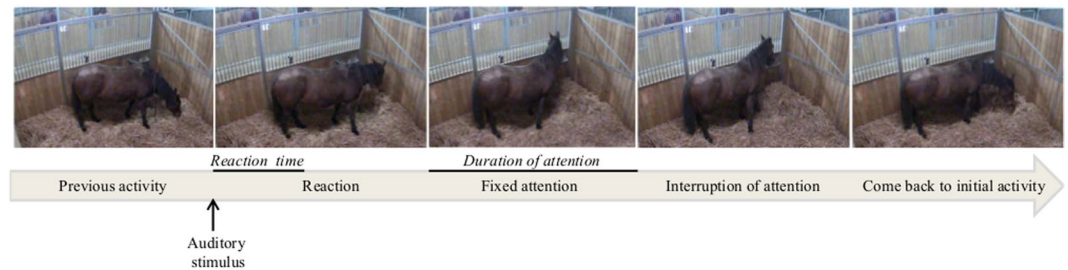 Reaction time
Duration of attention
Previous activity
Reaction
Fixed attention
Interruption of attention
Come back to initial activity
Auditory
stimulus